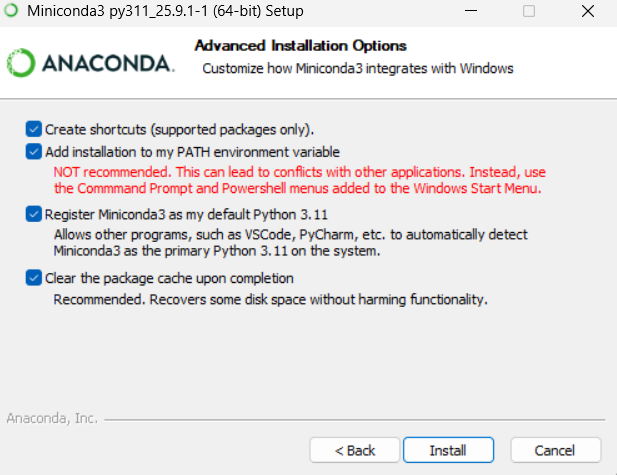 Miniconda3 py311_25.9.1-1 (64-bit) Setup
Advanced Installation Options
Customize how Miniconda3 integrates with Windows
ANACONDA.
Create shortcuts (supported packages only).
Add installation to my PATH environment variable
NOT recommended. This can lead to conflicts with other applications. Instead, use
the Commmand Prompt and Powershell menus added to the Windows Start Menu.
Register Miniconda3 as my default Python 3.11
Allows other programs, such as VSCode, PyCharm, etc. to automatically detect
Miniconda3 as the primary Python 3.11 on the system.
Clear the package cache upon completion
Recommended. Recovers some disk space without harming functionality.
Anaconda, Inc.
< Back
Install
Cancel